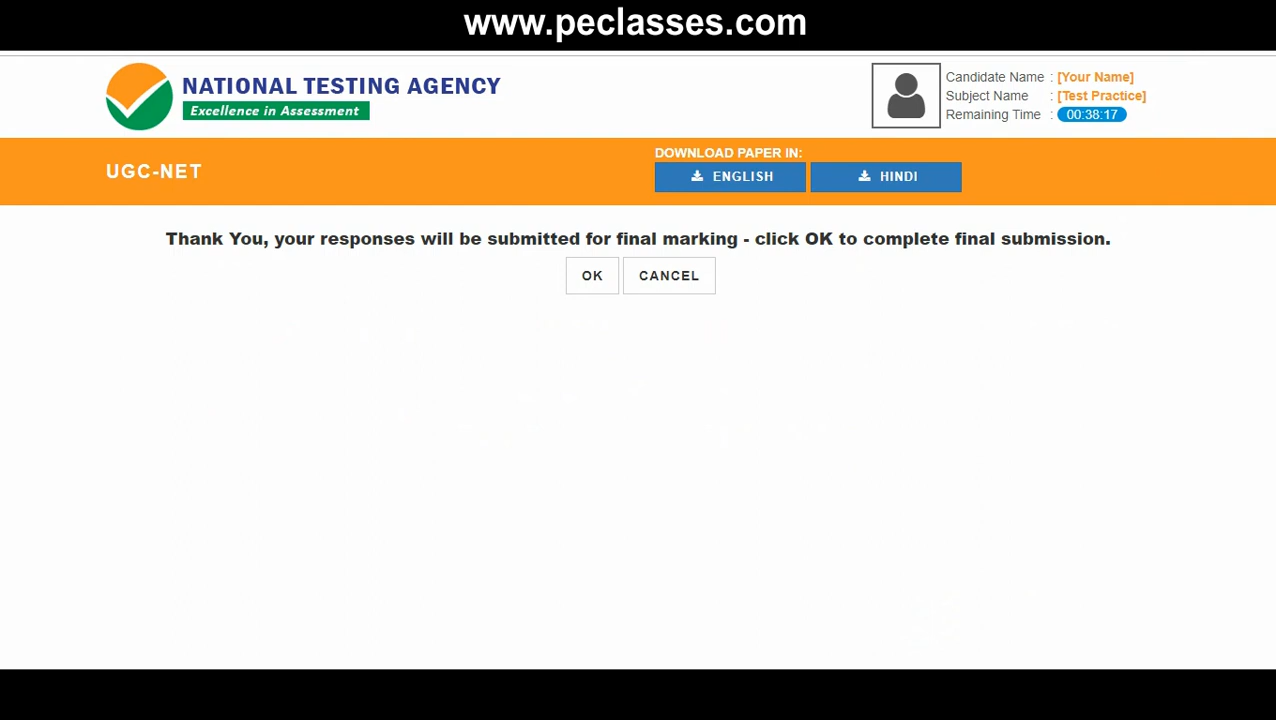 www.peclasses.com
NATIONAL TESTING AGENCY
Excellence in Assessment
Candidate Name : [Your Name]
Subject Name : [Test Practice]
Remaining Time : 00:38:17
UGC-NET
DOWNLOAD PAPER IN:
ENGLISH HINDI
Thank You, your responses will be submitted for final marking - click OK to complete final submission.
OK CANCEL